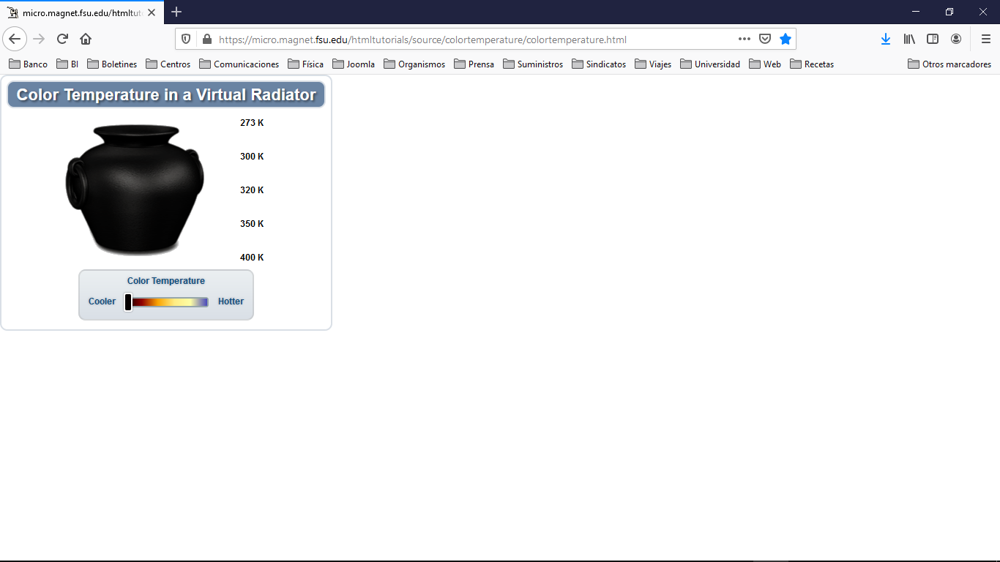 micro.magnet.fsu.edu/htmltut
https://micro.magnet.fsu.edu/htmltutorials/source/colortemperature/colortemperature.html
Banco BI Boletines Centros Comunicaciones Física Joomla Organismos Prensa Suministros Sindicatos Viajes Universidad Web Recetas Otros marcadores
Color Temperature in a Virtual Radiator
273 K
300 K
320 K
350 K
400 K
Color Temperature
Cooler Hotter